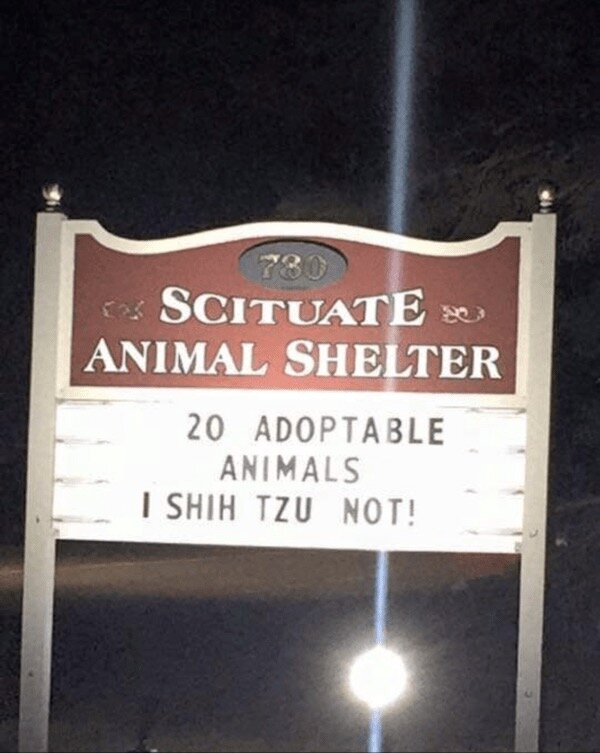 780
SCITUATE
ANIMAL SHELTER
20 ADOPTABLE
ANIMALS
I SHIH TZU NOT!